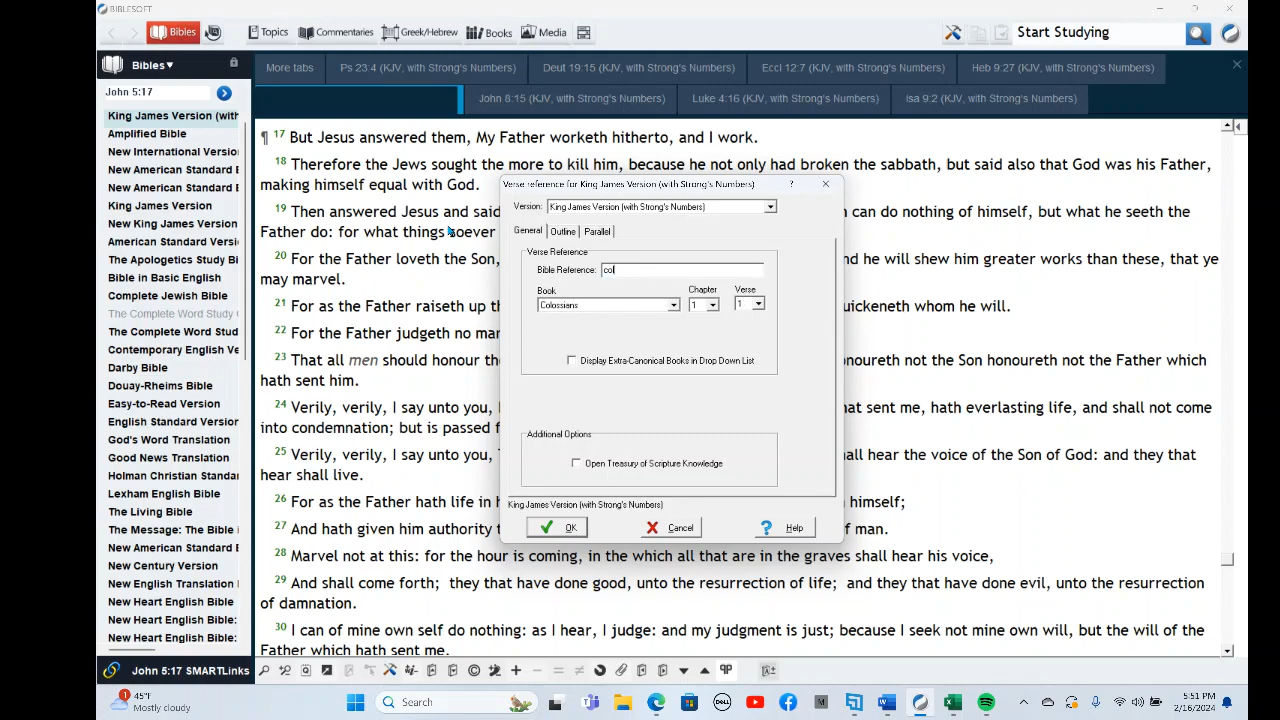 BIBLESOFT
Bibles Topics Commentaries Greek/Hebrew Books Media Start Studying
Bibles▾
More tabs Ps 23:4 (KJV, with Strong's Numbers) Deut 19:15 (KJV, with Strong's Numbers) Eccl 12:7 (KJV, with Strong's Numbers) Heb 9:27 (KJV, with Strong's Numbers)
John 8:15 (KJV, with Strong's Numbers) Luke 4:16 (KJV, with Strong's Numbers) Isa 9:2 (KJV, with Strong's Numbers)
John 5:17
King James Version (with
Amplified Bible
New International Versio
New American Standard B
New American Standard B
King James Version
New King James Version
American Standard Version
The Apologetics Study Bi
Bible in Basic English
Complete Jewish Bible
The Complete Word Study
The Complete Word Stud
Contemporary English Ve
Darby Bible
Douay-Rheims Bible
Easy-to-Read Version
English Standard Version
God's Word Translation
Good News Translation
Holman Christian Standar
Lexham English Bible
The Living Bible
The Message: The Bible i
New American Standard B
New Century Version
New English Translation
New Heart English Bible
New Heart English Bible:
New Heart English Bible:
John 5:17 SMARTLinks
¶ 17 But Jesus answered them, My Father worketh hitherto, and I work.
18 Therefore the Jews sought the more to kill him, because he not only had broken the sabbath, but said also that God was his Father,
making himself equal with God.
19 Then answered Jesus and said n can do nothing of himself, but what he seeth the
Father do: for what things soever
20 For the Father loveth the Son, nd he will shew him greater works than these, that ye
may marvel.
21 For as the Father raiseth up th uickeneth whom he will.
22 For the Father judgeth no man
23 That all men should honour the onoureth not the Son honoureth not the Father which
hath sent him.
24 Verily, verily, I say unto you, hat sent me, hath everlasting life, and shall not come
into condemnation; but is passed f
25 Verily, verily, I say unto you, hall hear the voice of the Son of God: and they that
hear shall live.
26 For as the Father hath life in h himself;
27 And hath given him authority t of man.
28 Marvel not at this: for the hour is coming, in the which all that are in the graves shall hear his voice,
29 And shall come forth; they that have done good, unto the resurrection of life; and they that have done evil, unto the resurrection
of damnation.
30 I can of mine own self do nothing: as I hear, I judge: and my judgment is just; because I seek not mine own will, but the will of the
Father which hath sent me.
Verse reference for King James Version (with Strong's Numbers) ?
Version: King James Version (with Strong's Numbers)
General Outline Parallel
Verse Reference
Bible Reference: col
Book Chapter Verse
Colossians 1 1
Display Extra-Canonical Books in Drop Down List
Additional Options
Open Treasury of Scripture Knowledge
King James Version (with Strong's Numbers)
OK Cancel Help
45°F
Mostly cloudy
Search
DELL
M
5:51 PM
2/16/2024